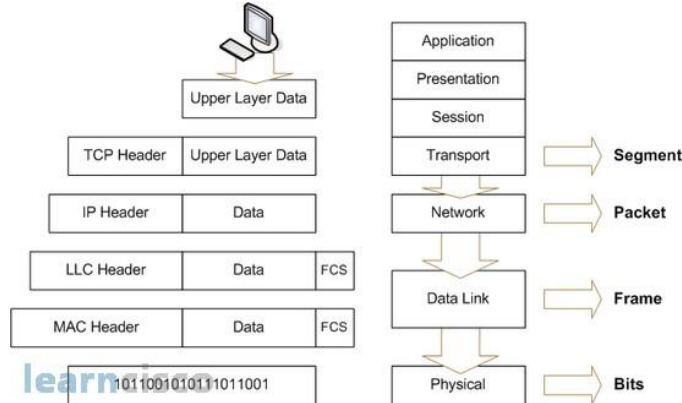 Application
Presentation
Upper Layer Data
Session
TCP Header Upper Layer Data Transport Segment
IP Header Data Network Packet
LLC Header Data FCS
Data Link Frame
MAC Header Data FCS
learncisco
1011001010111011001 Physical Bits